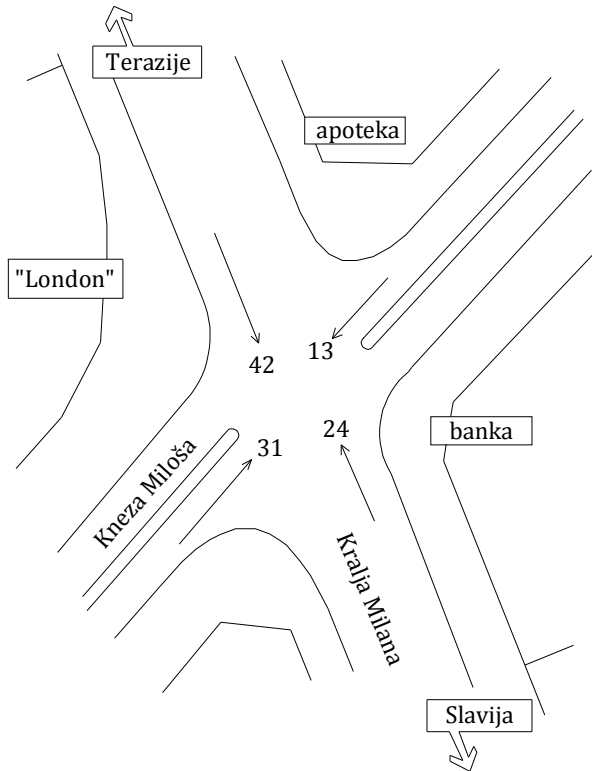 Terazije
apoteka
"London"
42
13
31
24
banka
Kneza Miloša
Kralja Milana
Slavija